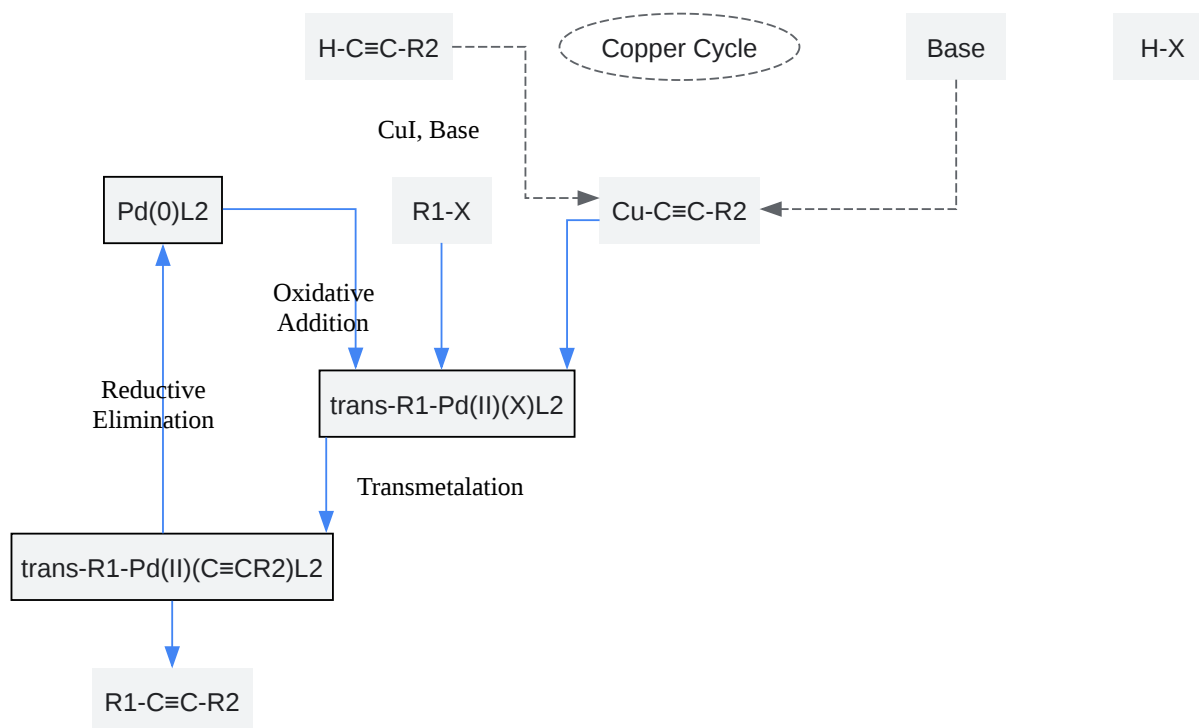 H-C≡C-R2
Copper Cycle
Base
H-X
CuI, Base
Pd(0)L2
R1-X
Cu-C≡C-R2
Oxidative
Addition
Reductive
Elimination
trans-R1-Pd(II)(X)L2
Transmetalation
trans-R1-Pd(II)(C≡CR2)L2
R1-C≡C-R2